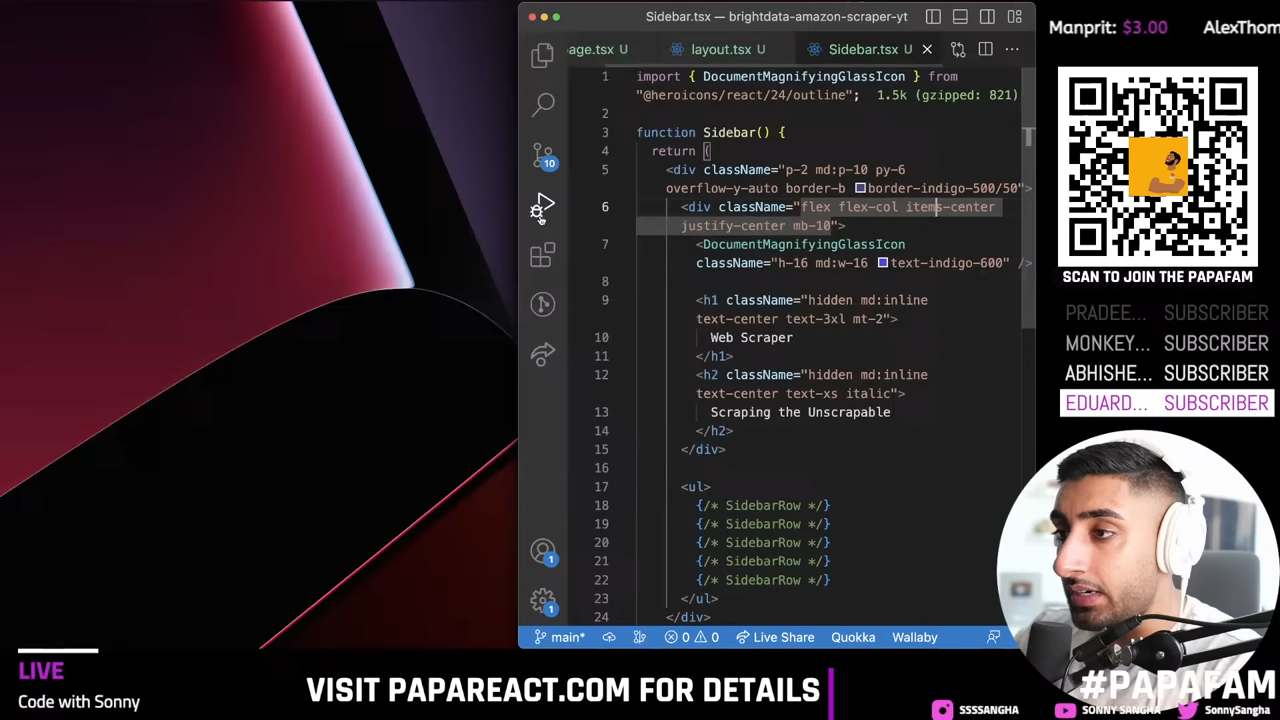 Sidebar.tsx — brightdata-amazon-scraper-yt
age.tsx U
layout.tsx U
Sidebar.tsx U
1 import { DocumentMagnifyingGlassIcon } from
"@heroicons/react/24/outline"; 1.5k (gzipped: 821)
2
3 function Sidebar() {
4 return (
5 <div className="p-2 md:p-10 py-6
overflow-y-auto border-b border-indigo-500/50">
6 <div className="flex flex-col items-center
justify-center mb-10">
7 <DocumentMagnifyingGlassIcon
className="h-16 md:w-16 text-indigo-600" />
8
9 <h1 className="hidden md:inline
text-center text-3xl mt-2">
10 Web Scraper
11 </h1>
12 <h2 className="hidden md:inline
text-center text-xs italic">
13 Scraping the Unscrapable
14 </h2>
15 </div>
16
17 <ul>
18 {/* SidebarRow */}
19 {/* SidebarRow */}
20 {/* SidebarRow */}
21 {/* SidebarRow */}
22 {/* SidebarRow */}
23 </ul>
24 </div>
10
1
1
main* 0 0 Live Share Quokka Wallaby
Manprit: $3.00 AlexThom
SCAN TO JOIN THE PAPAFAM
PRADEE... SUBSCRIBER
MONKEY... SUBSCRIBER
ABHISHE... SUBSCRIBER
EDUARD... SUBSCRIBER
LIVE
Code with Sonny
VISIT PAPAREACT.COM FOR DETAILS
#PAPAFAM
SSSSANGHA SONNY SANGHA SonnySangha